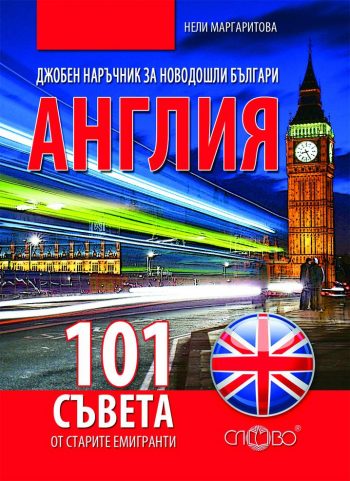 НЕЛИ МАРГАРИТОВА
ДЖОБЕН НАРЪЧНИК ЗА НОВОДОШЛИ БЪЛГАРИ
АНГЛИЯ
101
СЪВЕТА
ОТ СТАРИТЕ ЕМИГРАНТИ
СЛОВО®